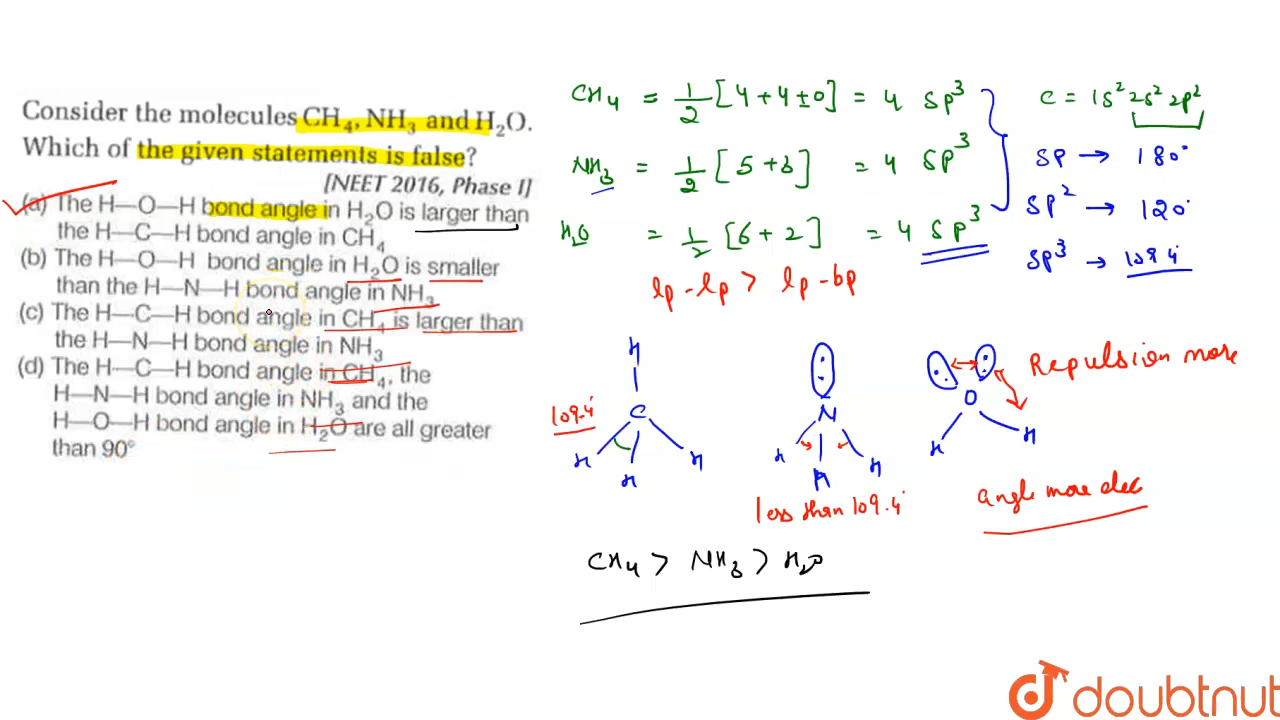 Consider the molecules CH₄, NH₃ and H₂O.
Which of the given statements is false?
[NEET 2016, Phase I]
(a) The H—O—H bond angle in H₂O is larger than
the H—C—H bond angle in CH₄
(b) The H—O—H bond angle in H₂O is smaller
than the H—N—H bond angle in NH₃
(c) The H—C—H bond angle in CH₄ is larger than
the H—N—H bond angle in NH₃
(d) The H—C—H bond angle in CH₄, the
H—N—H bond angle in NH₃ and the
H—O—H bond angle in H₂O are all greater
than 90°
CH₄ = 1/2 [4+4±0] = 4 sp³
NH₃ = 1/2 [5+3] = 4 sp³
H₂O = 1/2 [6+2] = 4 sp³
C = 1s² 2s² 2p²
sp → 180°
sp² → 120°
sp³ → 109.4°
lp-lp > lp-bp
H
C
H
H
H
109.4°
N
H
H
H
less than 109.4°
O
H
H
Repulsion more
angle more dec
CH₄ > NH₃ > H₂O
doubtnut